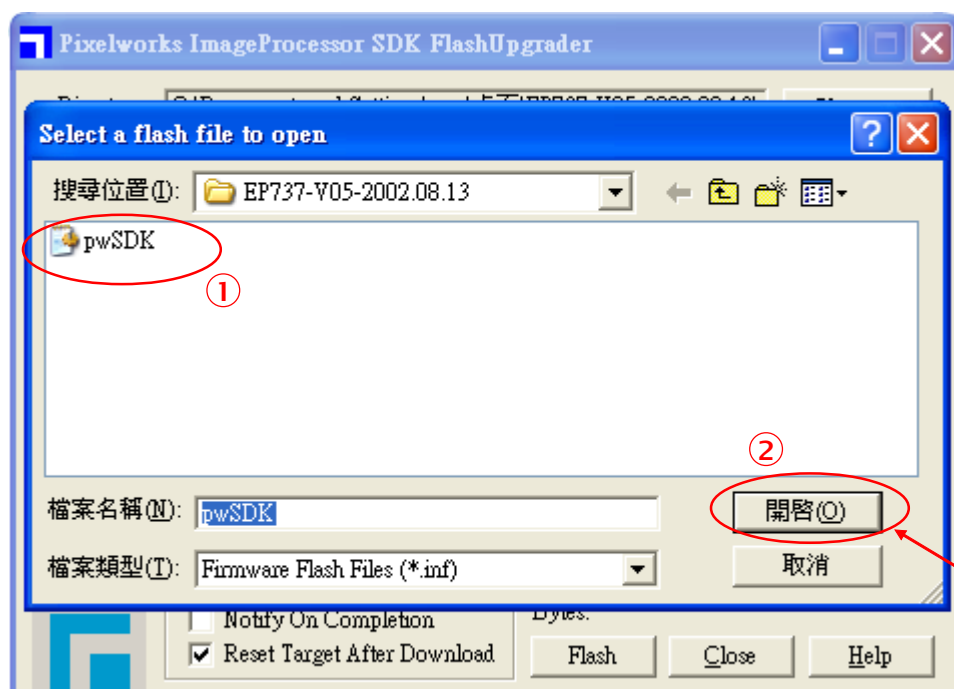 Pixelworks ImageProcessor SDK FlashUpgrader
Select a flash file to open
搜尋位置(I): EP737-V05-2002.08.13
pwSDK
①
②
檔案名稱(N): pwSDK 開啓(O)
檔案類型(T): Firmware Flash Files (*.inf) 取消
Notify On Completion Bytes:
Reset Target After Download Flash Close Help